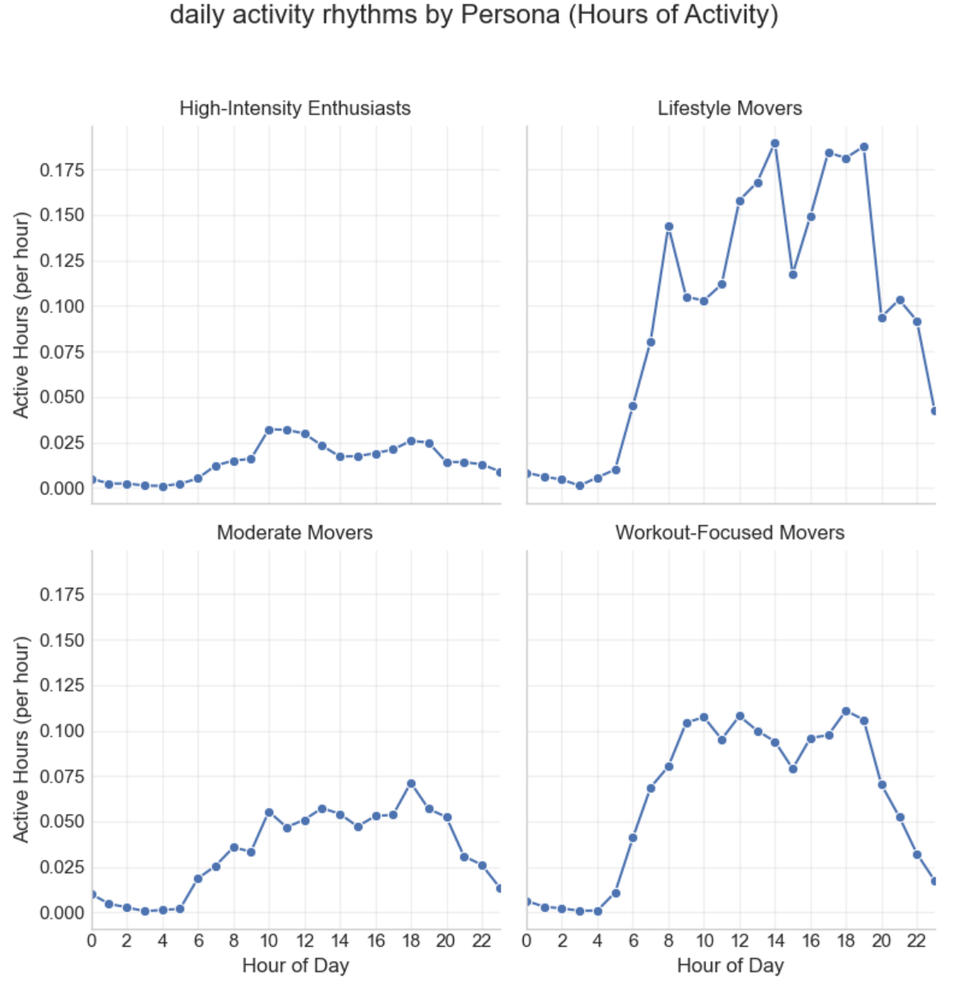 daily activity rhythms by Persona (Hours of Activity)
High-Intensity Enthusiasts
Lifestyle Movers
Active Hours (per hour)
0.175
0.150
0.125
0.100
0.075
0.050
0.025
0.000
Moderate Movers
Workout-Focused Movers
Active Hours (per hour)
0.175
0.150
0.125
0.100
0.075
0.050
0.025
0.000
0 2 4 6 8 10 12 14 16 18 20 22
0 2 4 6 8 10 12 14 16 18 20 22
Hour of Day
Hour of Day